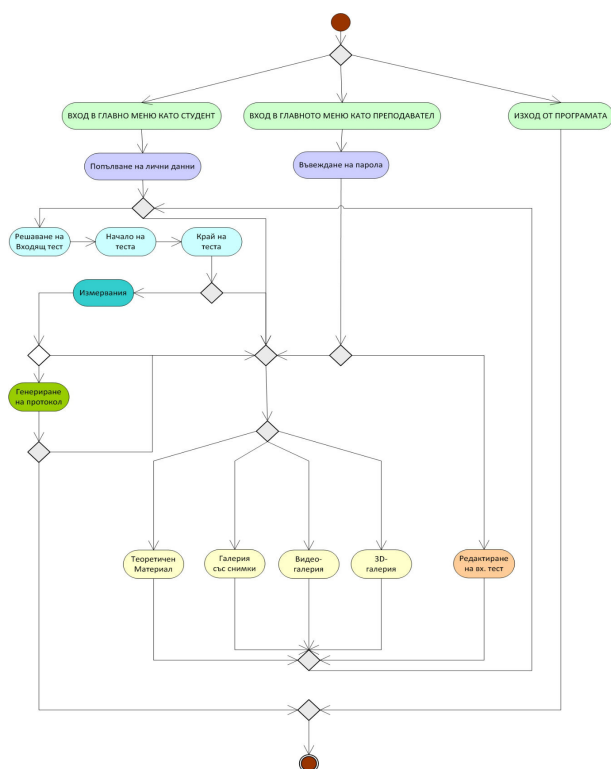 ВХОД В ГЛАВНО МЕНЮ КАТО СТУДЕНТ
ВХОД В ГЛАВНОТО МЕНЮ КАТО ПРЕПОДАВАТЕЛ
ИЗХОД ОТ ПРОГРАМАТА
Попълване на лични данни
Въвеждане на парола
Решаване на
Входящ тест
Начало на
теста
Край на
теста
Измервания
Генериране
на протокол
Теоретичен
Материал
Галерия
със снимки
Видео-
галерия
3D-
галерия
Редактиране
на вх. тест